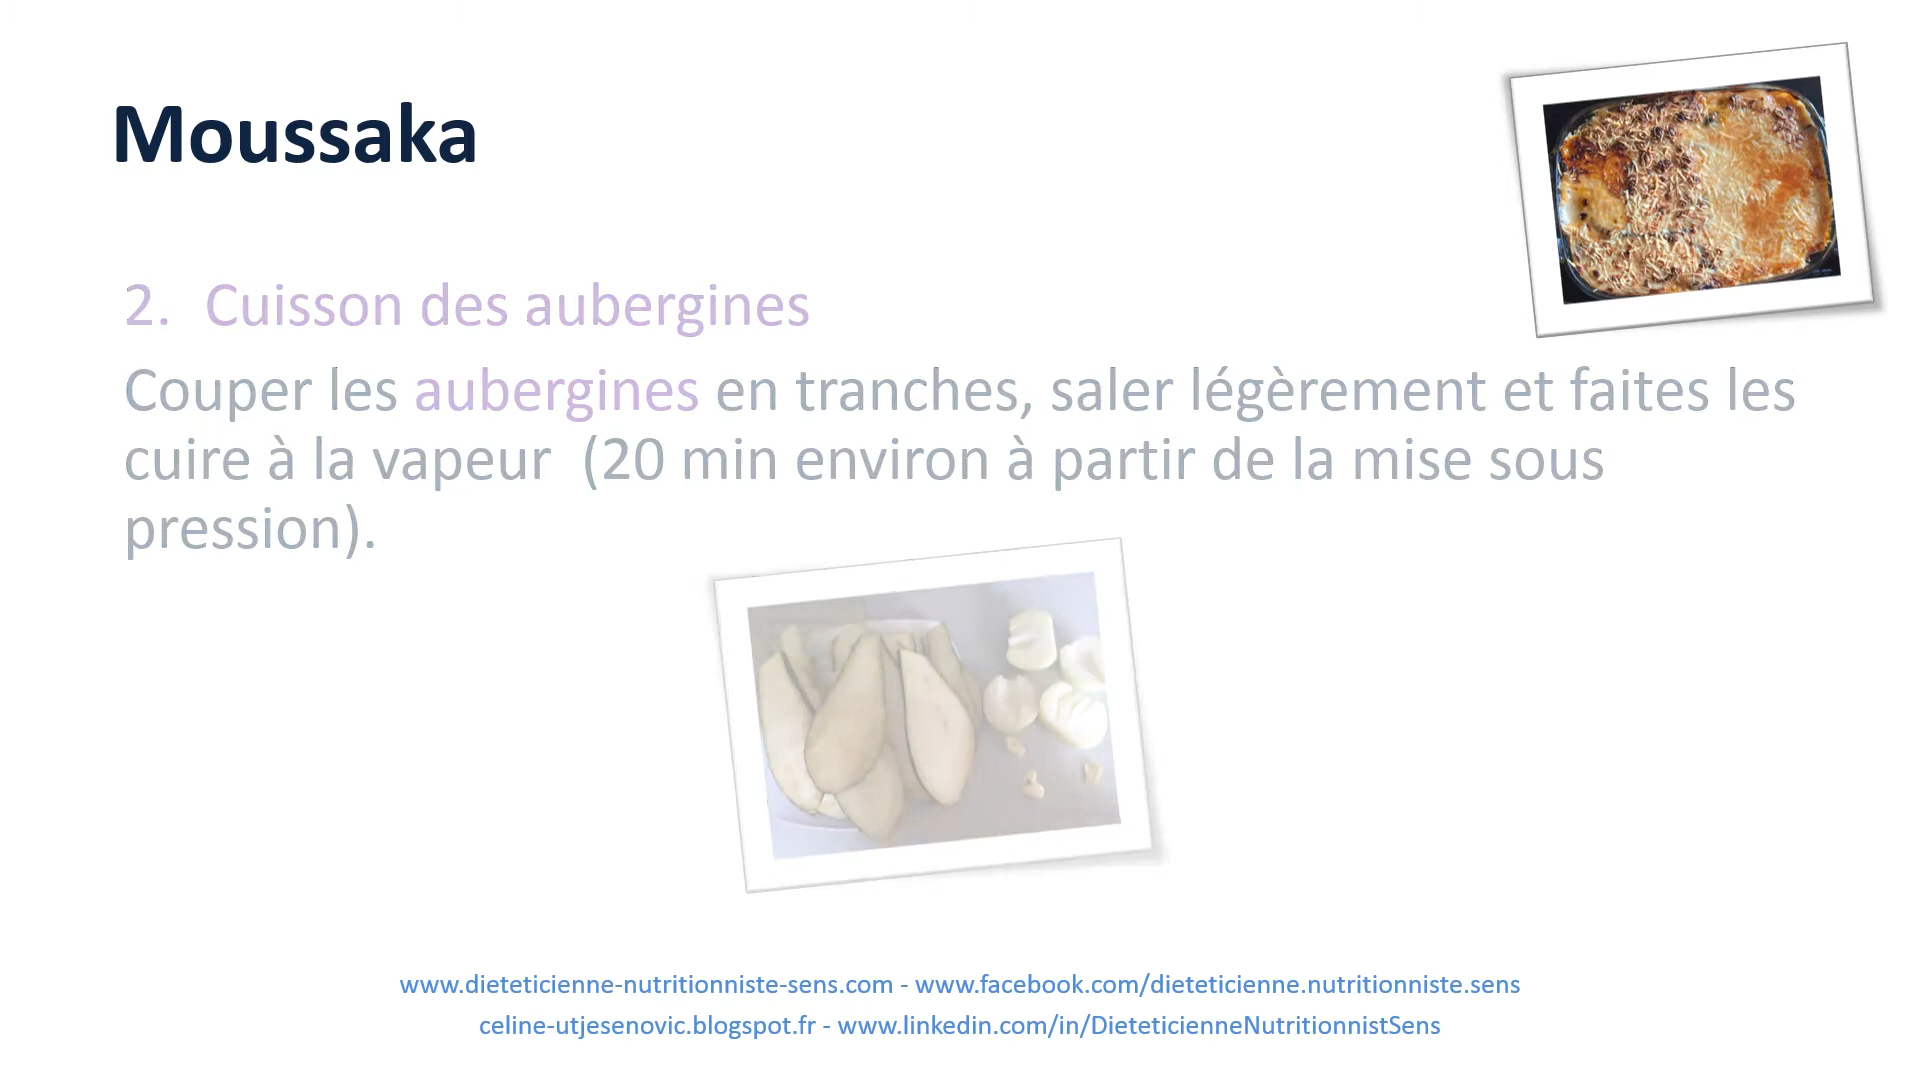 Moussaka
2. Cuisson des aubergines
Couper les aubergines en tranches, saler légèrement et faites les
cuire à la vapeur  (20 min environ à partir de la mise sous
pression).
www.dieteticienne-nutritionniste-sens.com - www.facebook.com/dieteticienne.nutritionniste.sens
celine-utjesenovic.blogspot.fr - www.linkedin.com/in/DieteticienneNutritionnistSens